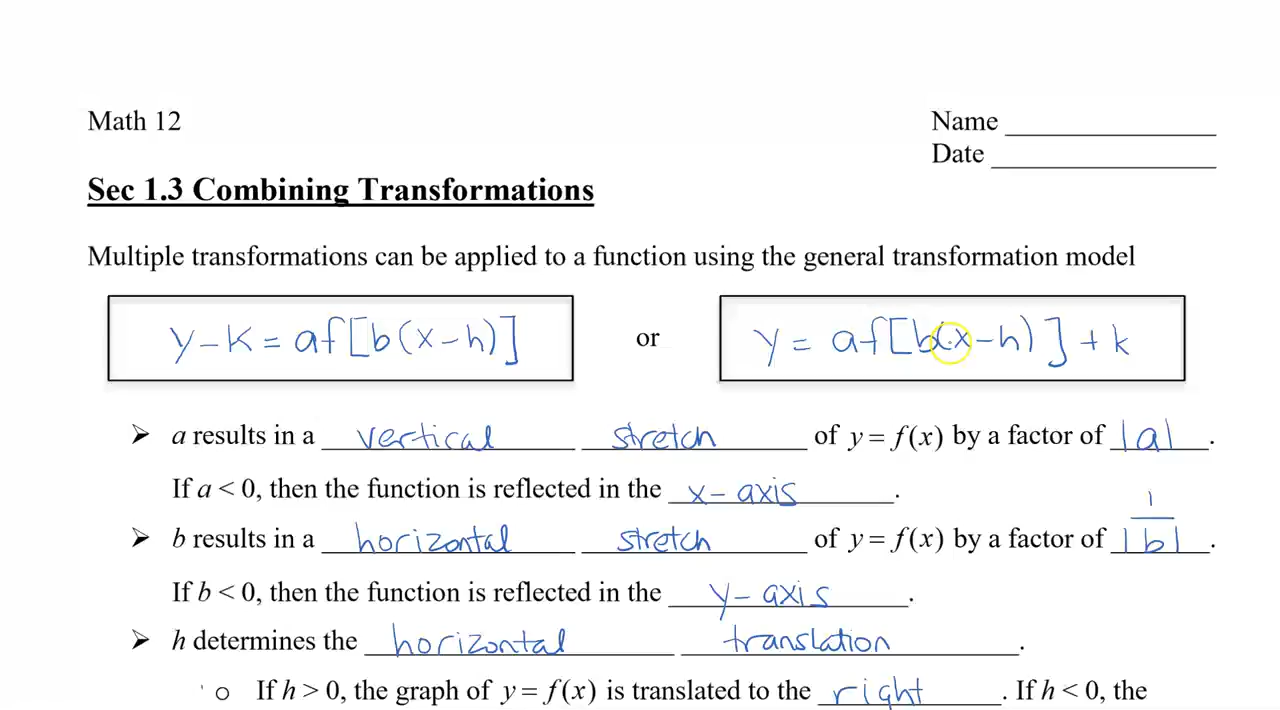 Math 12 Name ____________
Date ____________
Sec 1.3 Combining Transformations
Multiple transformations can be applied to a function using the general transformation model
y - k = af[b(x - h)] or y = af[b(x - h)] + k
➢ a results in a vertical stretch of y = f(x) by a factor of |a|.
If a < 0, then the function is reflected in the x-axis.
➢ b results in a horizontal stretch of y = f(x) by a factor of 1/|b|.
If b < 0, then the function is reflected in the y-axis.
➢ h determines the horizontal translation.
o If h > 0, the graph of y = f(x) is translated to the right. If h < 0, the